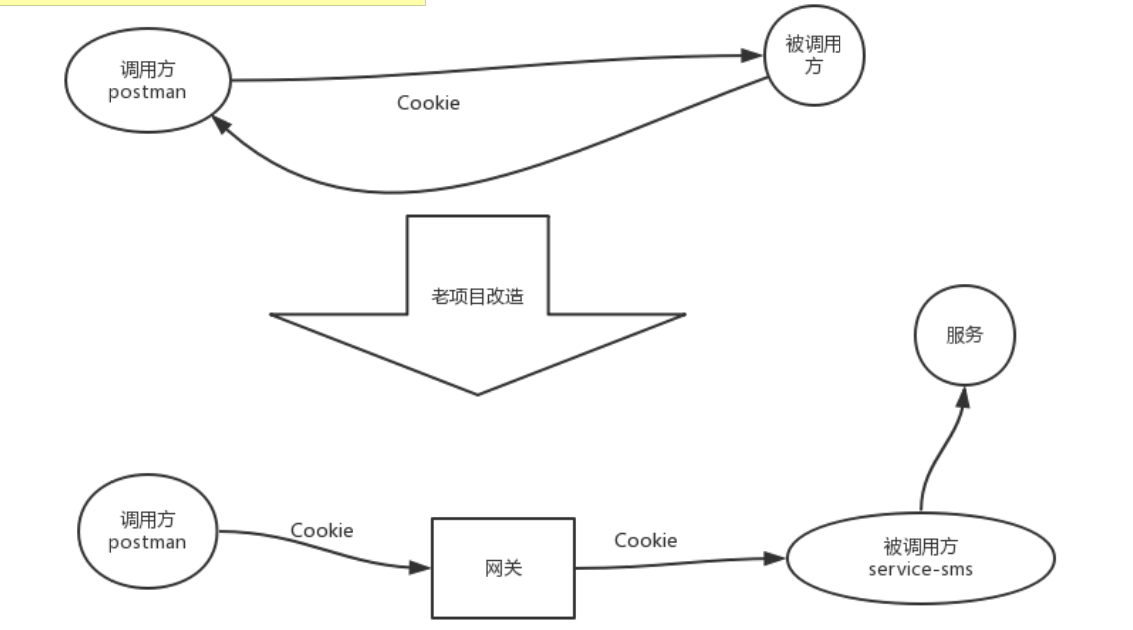 调用方
postman
被调用
方
Cookie
老项目改造
服务
调用方
postman
Cookie
网关
Cookie
被调用方
service-sms